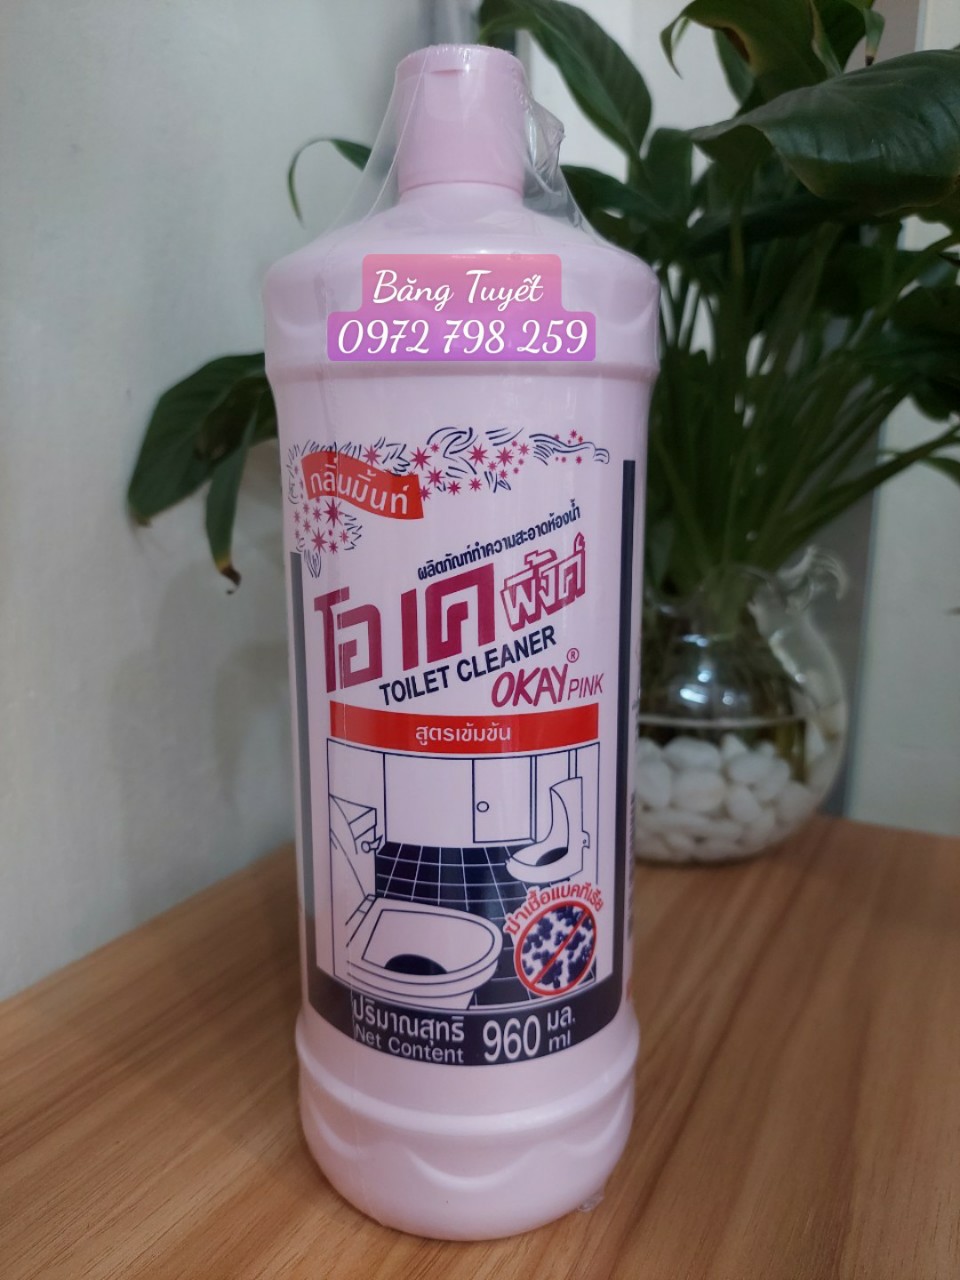 Băng Tuyết
0972 798 259
กลิ่นมิ้นท์
ผลิตภัณฑ์ทำความสะอาดห้องน้ำ
โอเค พิ้งค์
TOILET CLEANER
OKAY® PINK
สูตรเข้มข้น
ฆ่าเชื้อแบคทีเรีย
ปริมาณสุทธิ 960 มล.
Net Content ml